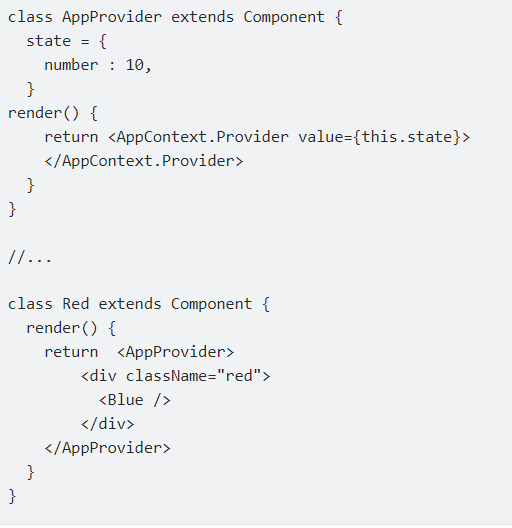 class AppProvider extends Component {
  state = {
    number : 10,
  }
render() {
    return <AppContext.Provider value={this.state}>
    </AppContext.Provider>
  }
}

//...

class Red extends Component {
  render() {
    return  <AppProvider>
        <div className="red">
          <Blue />
        </div>
    </AppProvider>
  }
}